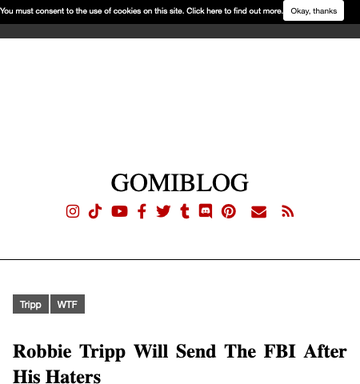 You must consent to the use of cookies on this site. Click here to find out more.
Okay, thanks
GOMIBLOG
Tripp
WTF
Robbie Tripp Will Send The FBI After
His Haters